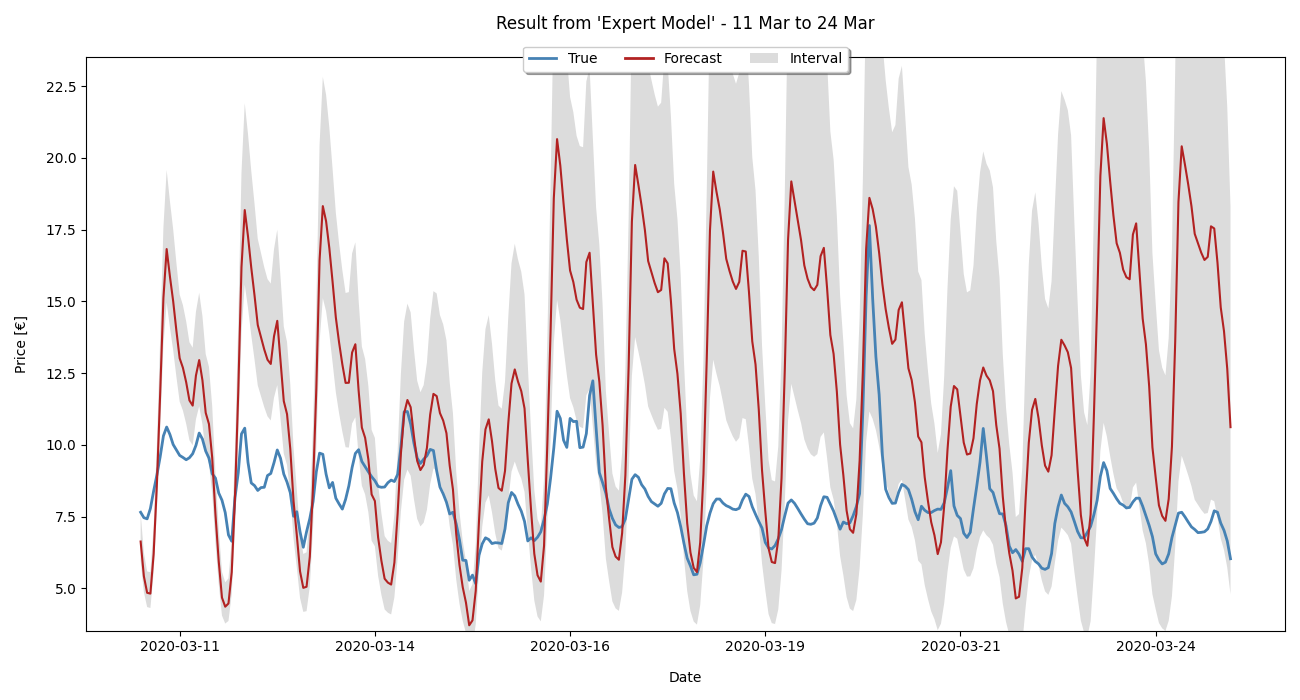 Result from 'Expert Model' - 11 Mar to 24 Mar
True Forecast Interval
22.5
20.0
17.5
15.0
12.5
10.0
7.5
5.0
Price [€]
2020-03-11 2020-03-14 2020-03-16 2020-03-19 2020-03-21 2020-03-24
Date